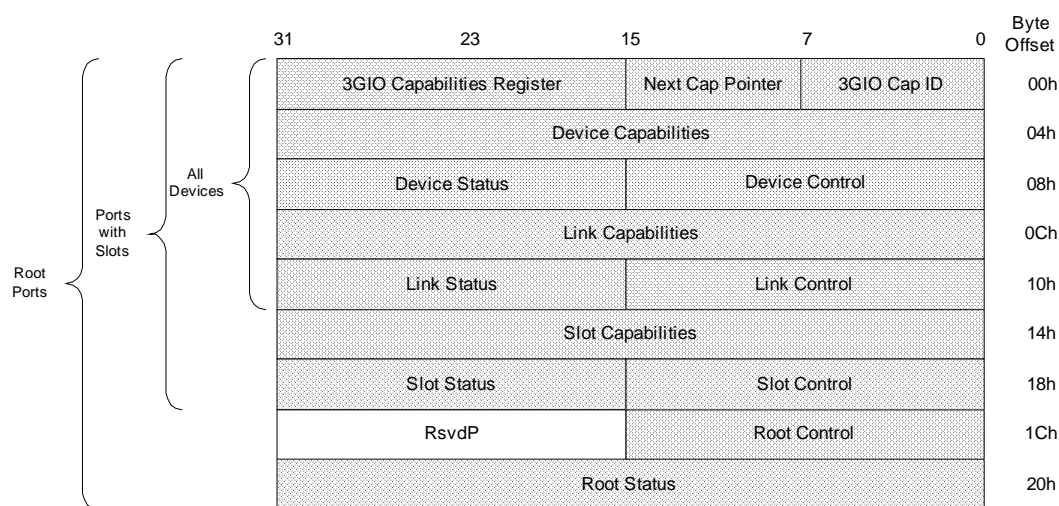 31 23 15 7 0 Byte
Offset
3GIO Capabilities Register Next Cap Pointer 3GIO Cap ID 00h
Device Capabilities 04h
All
Devices
Device Status Device Control 08h
Ports
with
Slots
Link Capabilities 0Ch
Root
Ports
Link Status Link Control 10h
Slot Capabilities 14h
Slot Status Slot Control 18h
RsvdP Root Control 1Ch
Root Status 20h